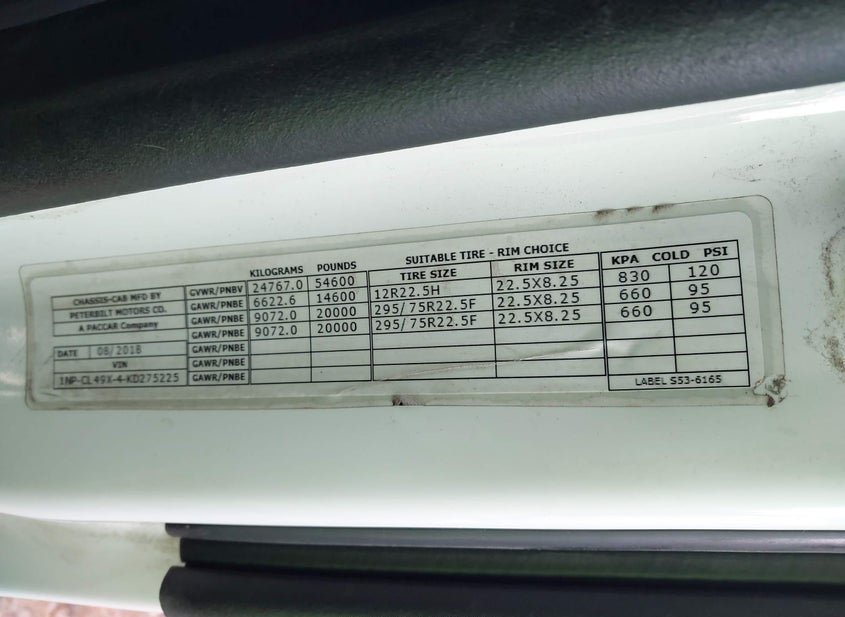 KILOGRAMS POUNDS SUITABLE TIRE - RIM CHOICE
TIRE SIZE RIM SIZE KPA COLD PSI
CHASSIS-CAB MFD BY
PETERBILT MOTORS CO.
A PACCAR Company
DATE 08/2018
VIN
1NP-CL49X-4-KD275225
GVWR/PNBV 24767.0 54600
GAWR/PNBE 6622.6 14600 12R22.5H 22.5X8.25 830 120
GAWR/PNBE 9072.0 20000 295/75R22.5F 22.5X8.25 660 95
GAWR/PNBE 9072.0 20000 295/75R22.5F 22.5X8.25 660 95
GAWR/PNBE
GAWR/PNBE
GAWR/PNBE
LABEL S53-6165